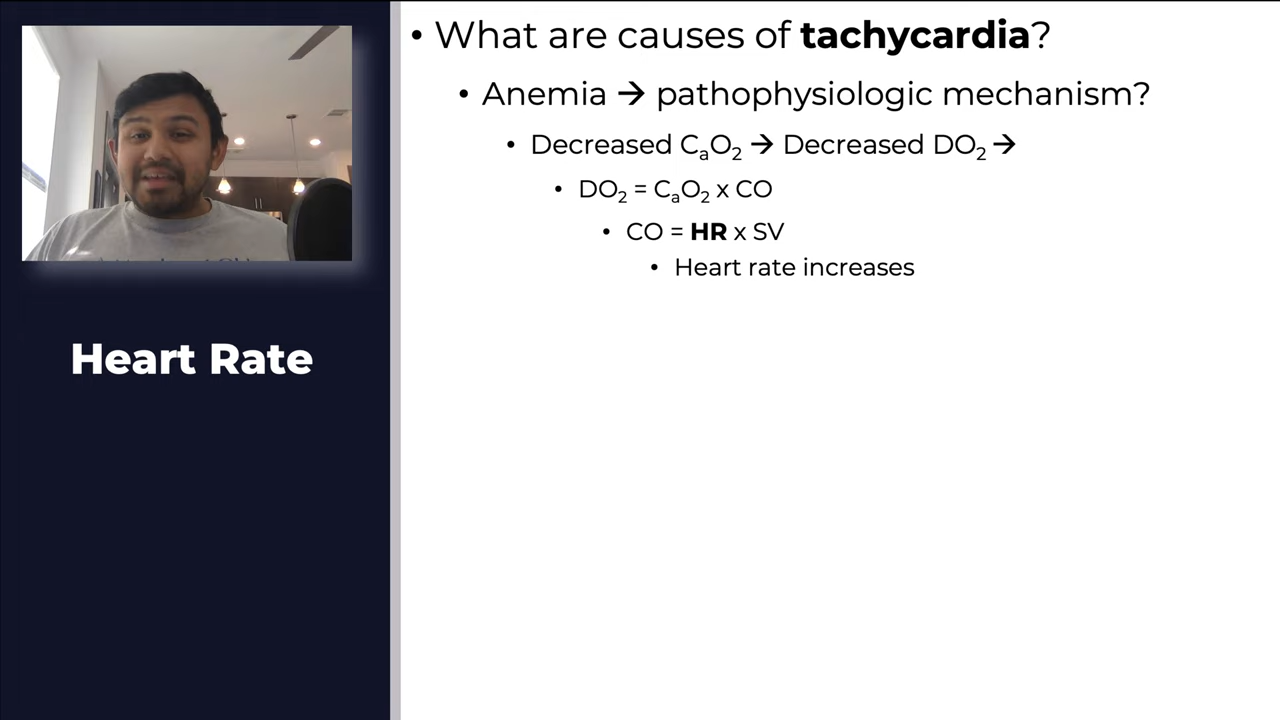 • What are causes of tachycardia?
• Anemia → pathophysiologic mechanism?
• Decreased CaO2 → Decreased DO2 →
• DO2 = CaO2 x CO
• CO = HR x SV
• Heart rate increases
Heart Rate